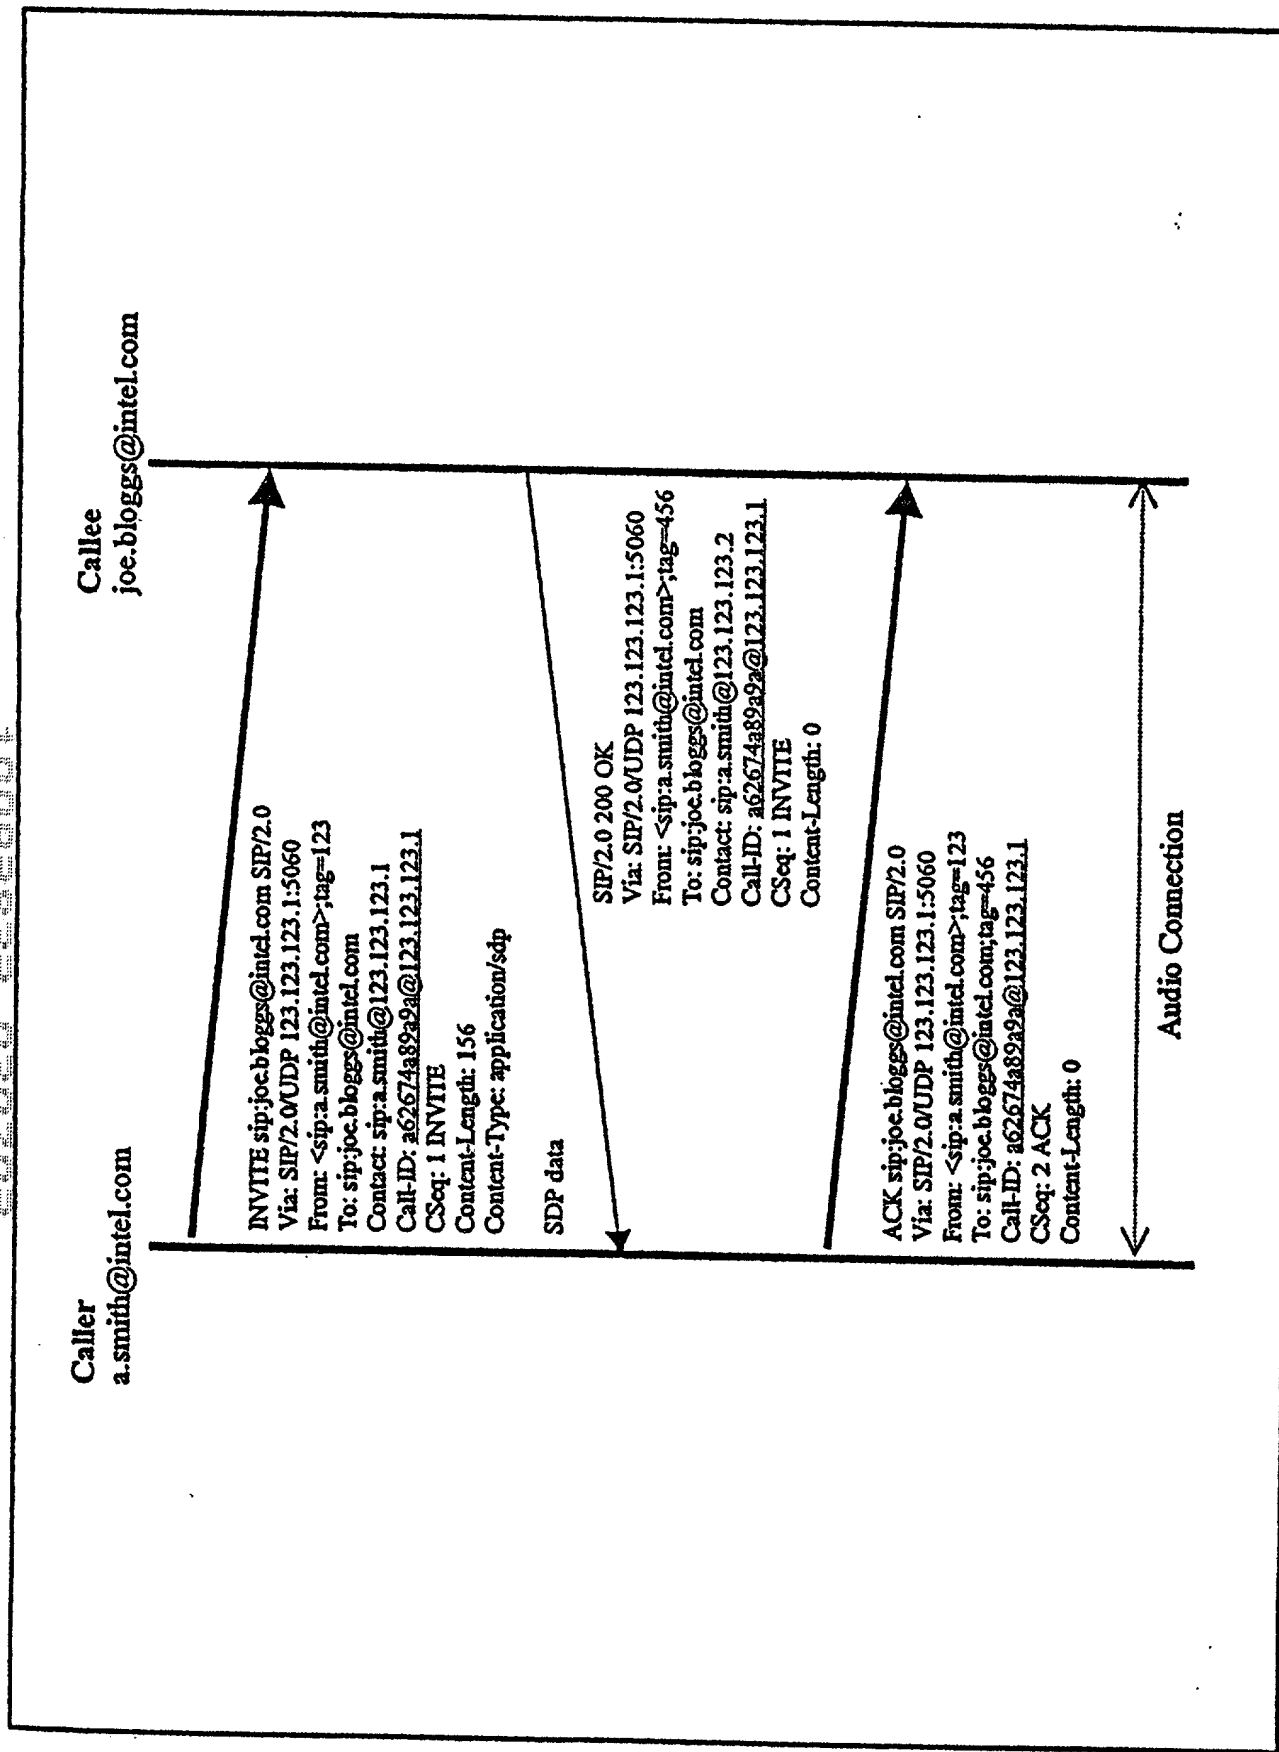 Caller
a.smith@intel.com
Callee
joe.bloggs@intel.com
INVITE sip:joe.bloggs@intel.com SIP/2.0
Via: SIP/2.0/UDP 123.123.123.1:5060
From: <sip:a.smith@intel.com>;tag=123
To: sip:joe.bloggs@intel.com
Contact: sip:a.smith@123.123.123.1
Call-ID: a62674a89a9a@123.123.123.1
CSeq: 1 INVITE
Content-Length: 156
Content-Type: application/sdp
SDP data
SIP/2.0 200 OK
Via: SIP/2.0/UDP 123.123.123.1:5060
From: <sip:a.smith@intel.com>;tag=456
To: sip:joe.bloggs@intel.com
Contact: sip:a.smith@123.123.123.2
Call-ID: a62674a89a9a@123.123.123.1
CSeq: 1 INVITE
Content-Length: 0
ACK sip:joe.bloggs@intel.com SIP/2.0
Via: SIP/2.0/UDP 123.123.123.1:5060
From: <sip:a.smith@intel.com>;tag=123
To: sip:joe.bloggs@intel.com;tag=456
Call-ID: a62674a89a9a@123.123.123.1
CSeq: 2 ACK
Content-Length: 0
Audio Connection